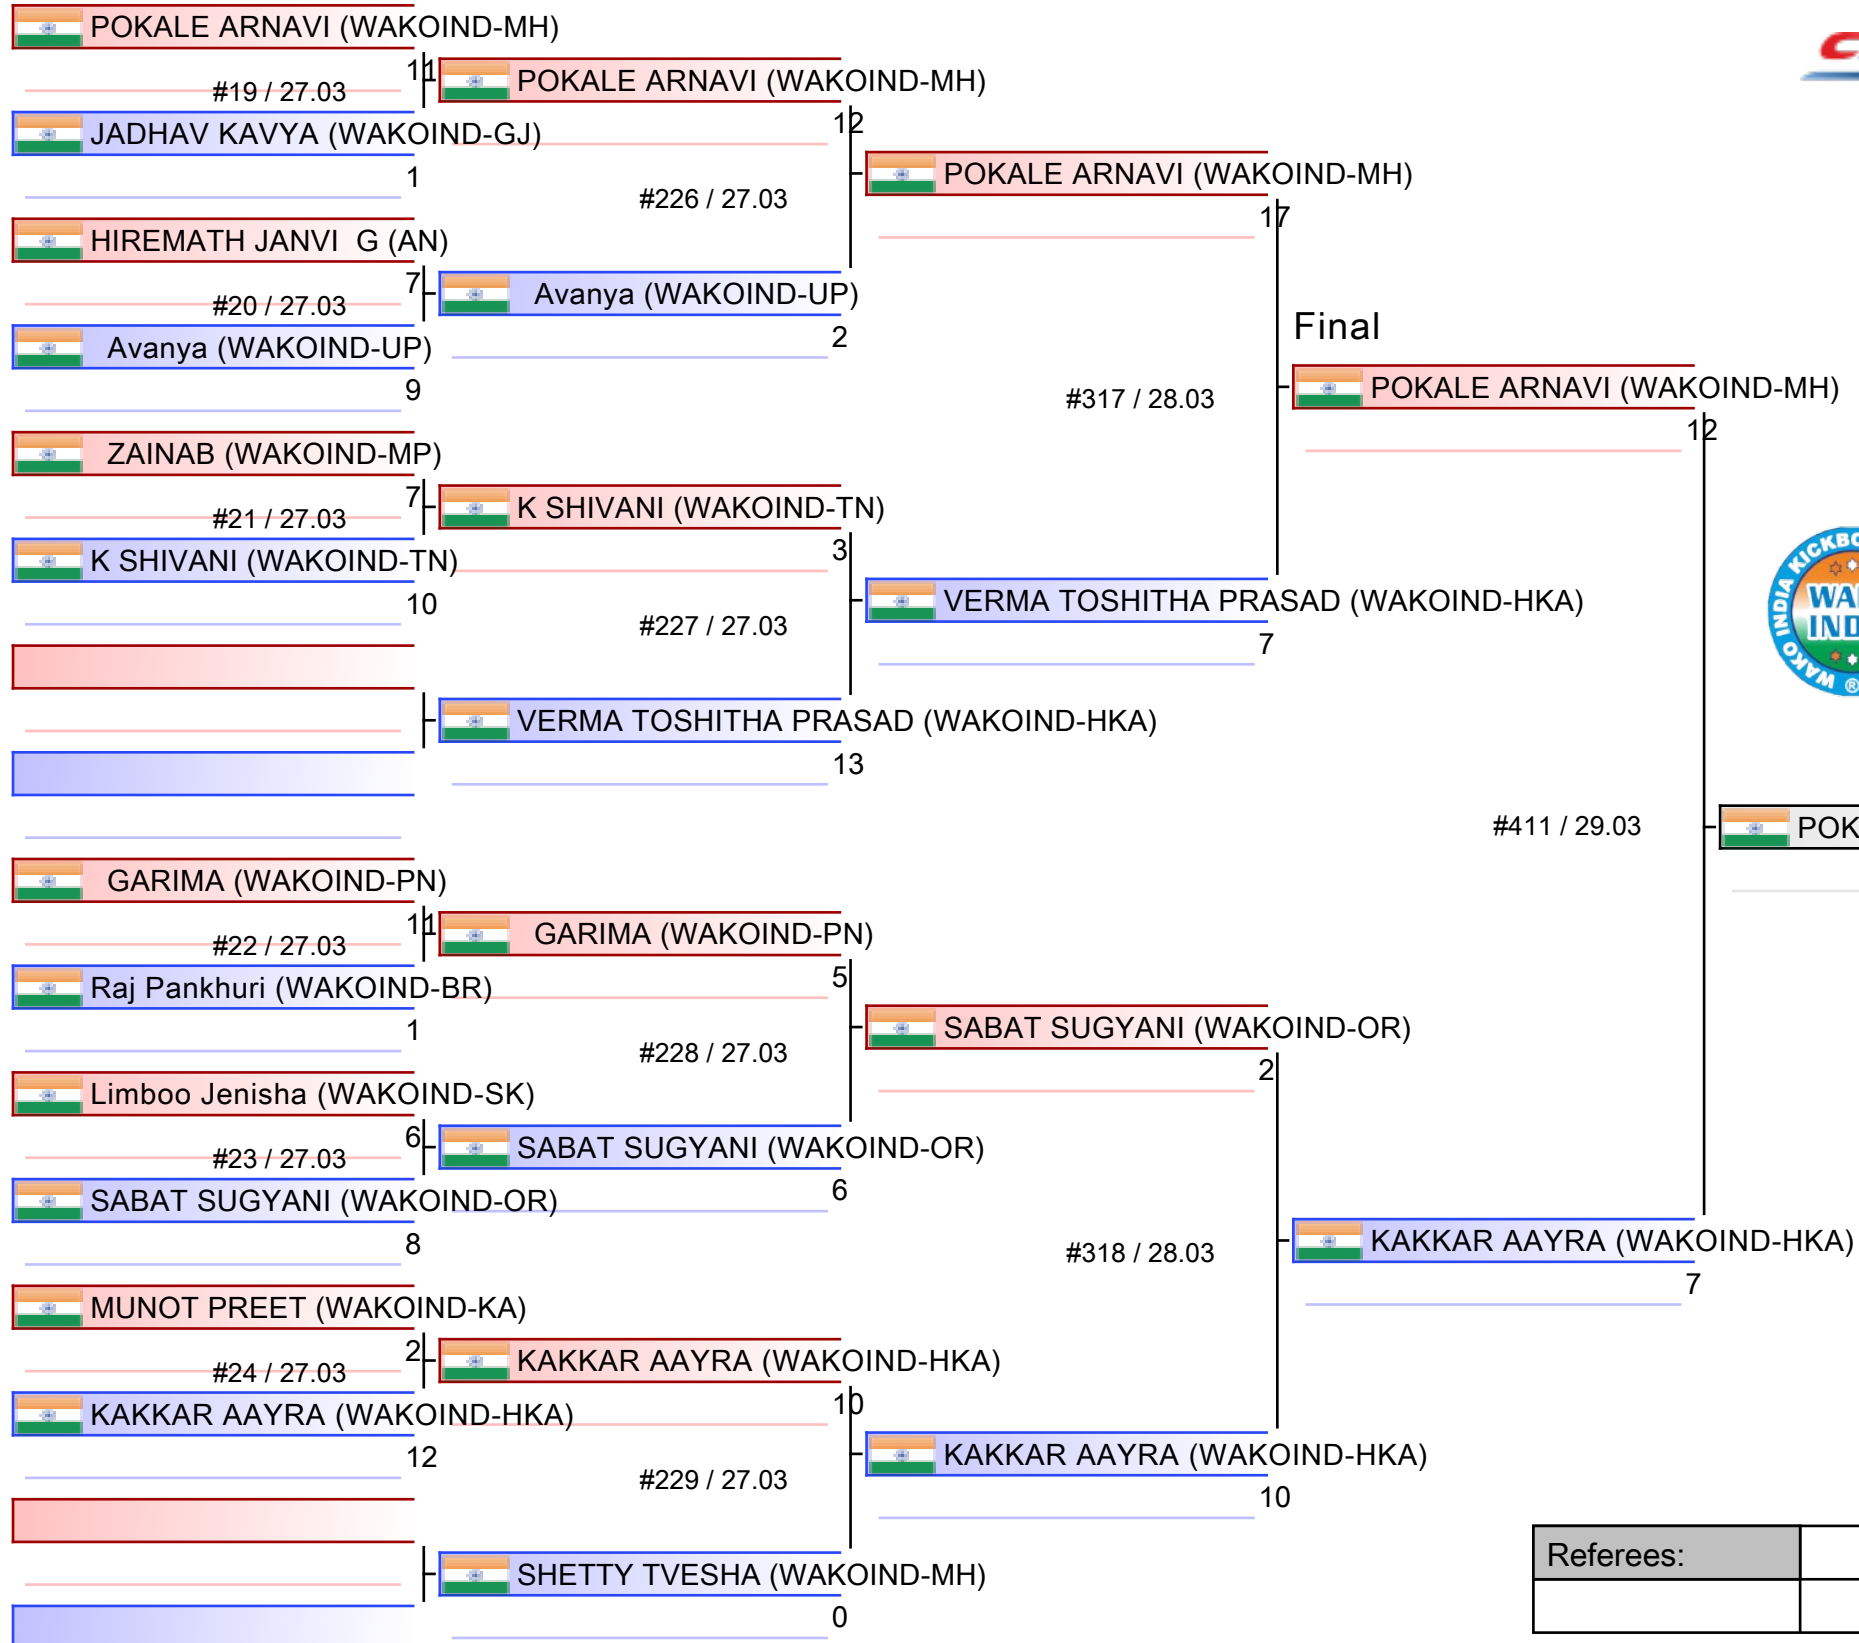 POKALE ARNAVI (WAKOIND-MH)
11
#19 / 27.03
JADHAV KAVYA (WAKOIND-GJ)
1
HIREMATH JANVI  G (AN)
7
#20 / 27.03
Avanya (WAKOIND-UP)
9
ZAINAB (WAKOIND-MP)
7
#21 / 27.03
K SHIVANI (WAKOIND-TN)
10
GARIMA (WAKOIND-PN)
11
#22 / 27.03
Raj Pankhuri (WAKOIND-BR)
1
Limboo Jenisha (WAKOIND-SK)
6
#23 / 27.03
SABAT SUGYANI (WAKOIND-OR)
8
MUNOT PREET (WAKOIND-KA)
2
#24 / 27.03
KAKKAR AAYRA (WAKOIND-HKA)
12
POKALE ARNAVI (WAKOIND-MH)
12
#226 / 27.03
Avanya (WAKOIND-UP)
2
K SHIVANI (WAKOIND-TN)
3
#227 / 27.03
VERMA TOSHITHA PRASAD (WAKOIND-HKA)
13
GARIMA (WAKOIND-PN)
5
#228 / 27.03
SABAT SUGYANI (WAKOIND-OR)
6
KAKKAR AAYRA (WAKOIND-HKA)
10
#229 / 27.03
SHETTY TVESHA (WAKOIND-MH)
0
POKALE ARNAVI (WAKOIND-MH)
17
#317 / 28.03
VERMA TOSHITHA PRASAD (WAKOIND-HKA)
7
SABAT SUGYANI (WAKOIND-OR)
2
#318 / 28.03
KAKKAR AAYRA (WAKOIND-HKA)
10
Final
POKALE ARNAVI (WAKOIND-MH)
12
#411 / 29.03
KAKKAR AAYRA (WAKOIND-HKA)
7
POK
WAKO INDIA KICKBO
WA
IND
®
Referees: